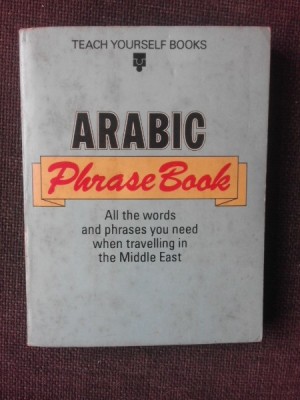 TEACH YOURSELF BOOKS
ARABIC
Phrase Book
All the words
and phrases you need
when travelling in
the Middle East